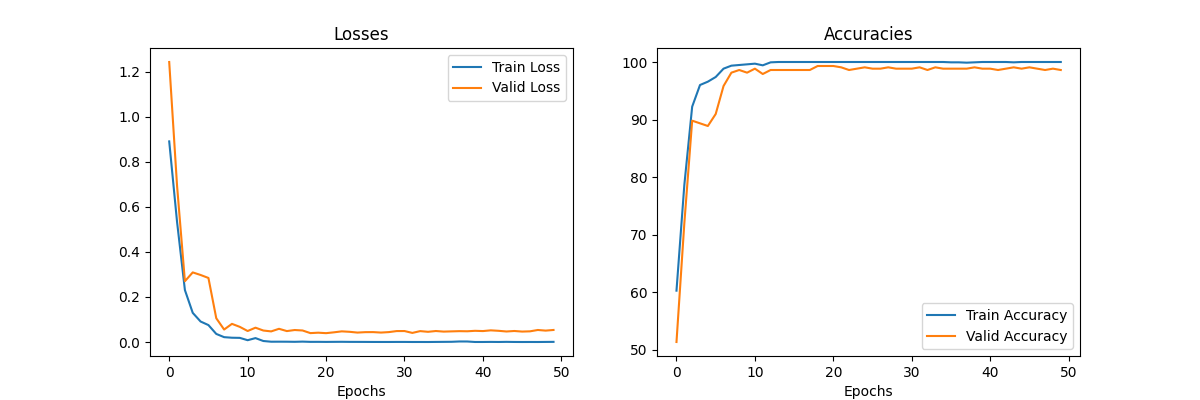 Losses
1.2
1.0
0.8
0.6
0.4
0.2
0.0
Train Loss
Valid Loss
0 10 20 30 40 50
Epochs
Accuracies
100
90
80
70
60
50
Train Accuracy
Valid Accuracy
0 10 20 30 40 50
Epochs